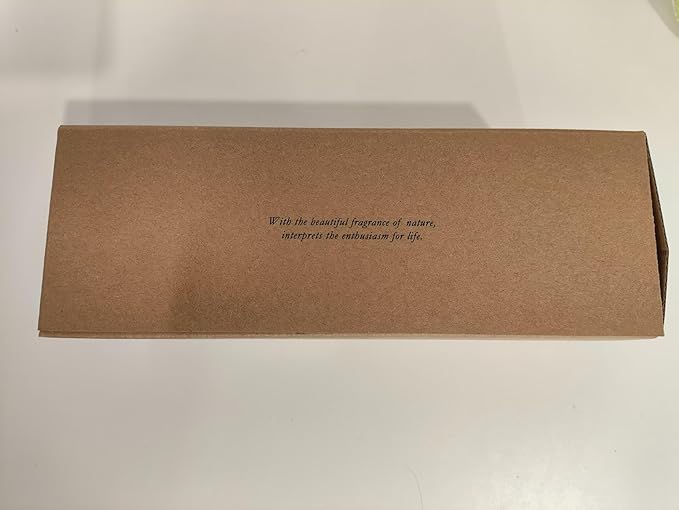 With the beautiful fragrance of nature,
interprets the enthusiasm for life.